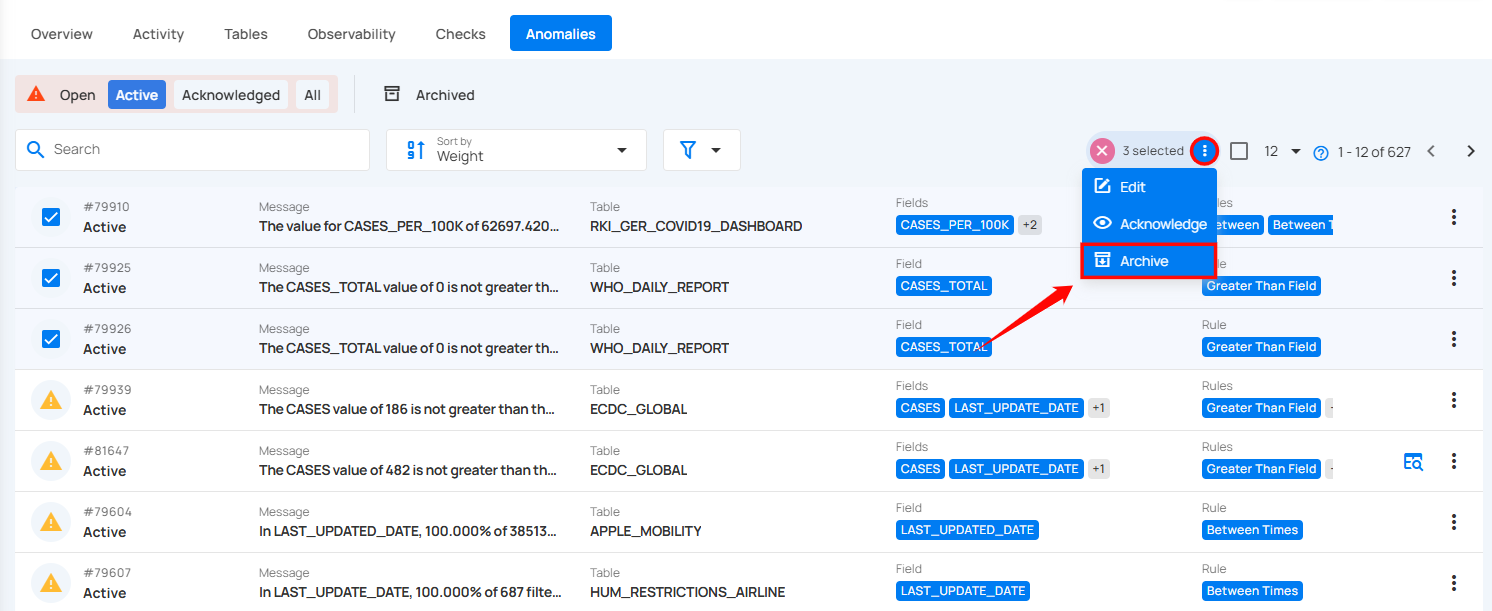 Overview Activity Tables Observability Checks Anomalies
Open Active Acknowledged All Archived
Search Sort by
Weight 3 selected 12 1 - 12 of 627
Edit
Acknowledge
Archive
#79910 Message Table Fields
Active The value for CASES_PER_100K of 62697.420... RKI_GER_COVID19_DASHBOARD CASES_PER_100K +2
#79925 Message Table Field
Active The CASES_TOTAL value of 0 is not greater th... WHO_DAILY_REPORT CASES_TOTAL Greater Than Field
#79926 Message Table Field Rule
Active The CASES_TOTAL value of 0 is not greater th... WHO_DAILY_REPORT CASES_TOTAL Greater Than Field
#79939 Message Table Fields Rules
Active The CASES value of 186 is not greater than th... ECDC_GLOBAL CASES LAST_UPDATE_DATE +1 Greater Than Field
#81647 Message Table Fields Rules
Active The CASES value of 482 is not greater than th... ECDC_GLOBAL CASES LAST_UPDATE_DATE +1 Greater Than Field
#79604 Message Table Field Rule
Active In LAST_UPDATED_DATE, 100.000% of 38513... APPLE_MOBILITY LAST_UPDATED_DATE Between Times
#79607 Message Table Field Rule
Active In LAST_UPDATE_DATE, 100.000% of 687 filte... HUM_RESTRICTIONS_AIRLINE LAST_UPDATE_DATE Between Times